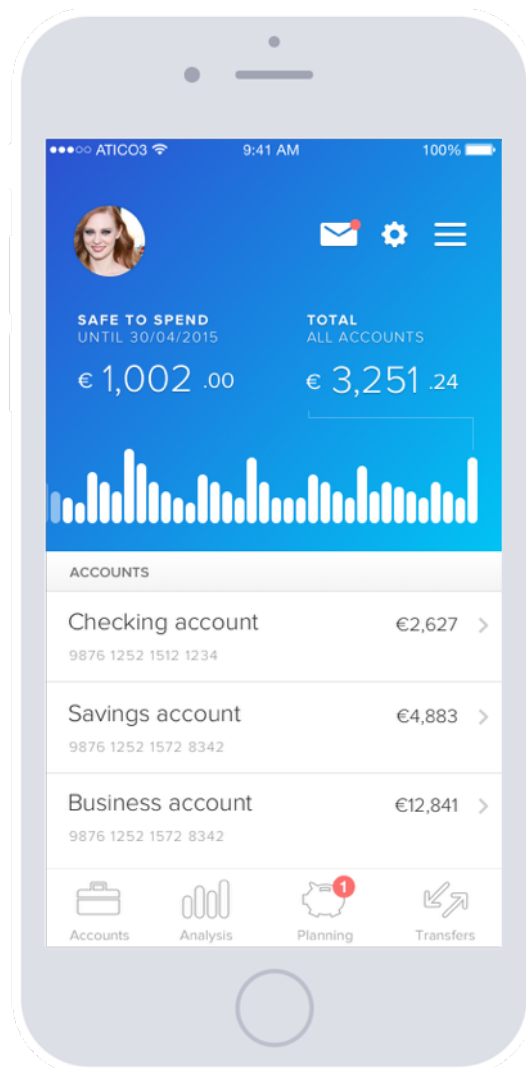 ATICO3 9:41 AM 100%
SAFE TO SPEND
UNTIL 30/04/2015
€ 1,002 .00
TOTAL
ALL ACCOUNTS
€ 3,251 .24
ACCOUNTS
Checking account €2,627
9876 1252 1512 1234
Savings account €4,883
9876 1252 1572 8342
Business account €12,841
9876 1252 1572 8342
1
Accounts Analysis Planning Transfers